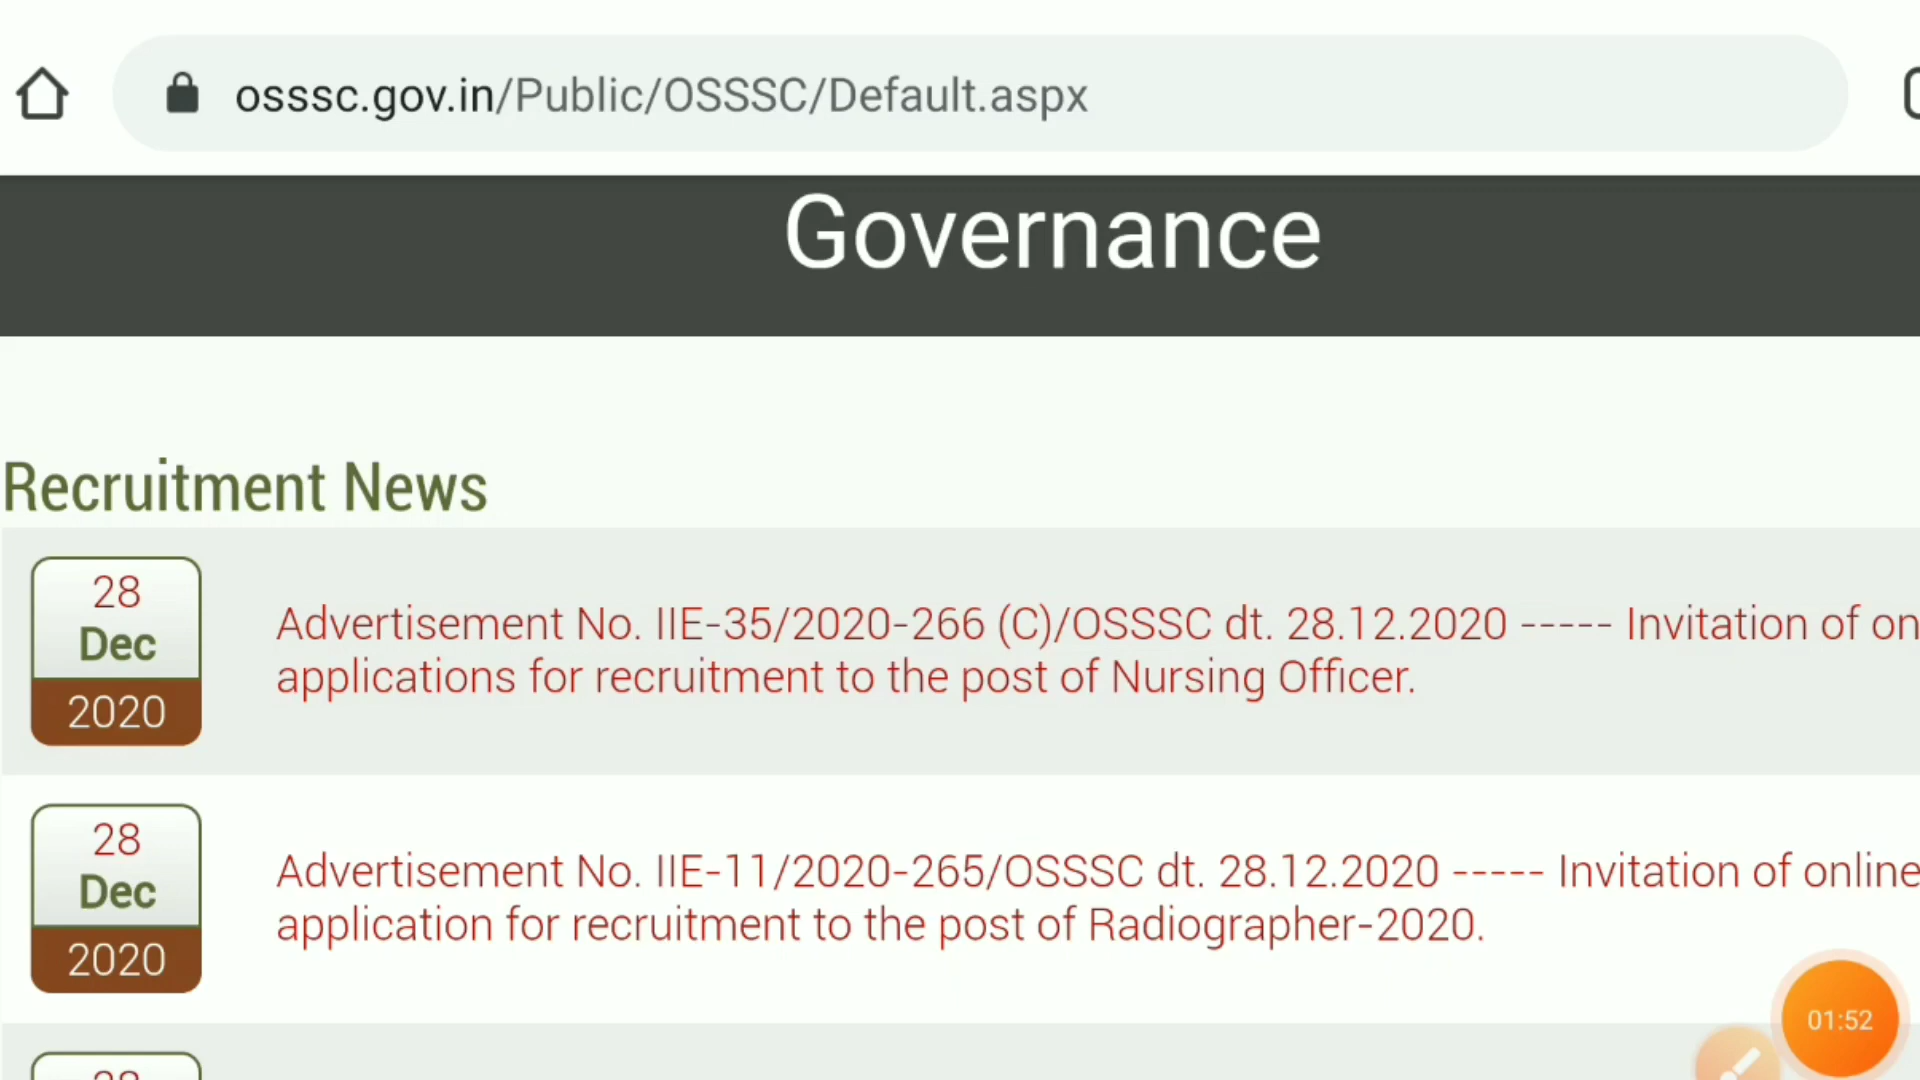 osssc.gov.in/Public/OSSSC/Default.aspx
Governance
Recruitment News
28
Dec
2020
Advertisement No. IIE-35/2020-266 (C)/OSSSC dt. 28.12.2020 ----- Invitation of on
applications for recruitment to the post of Nursing Officer.
28
Dec
2020
Advertisement No. IIE-11/2020-265/OSSSC dt. 28.12.2020 ----- Invitation of online
application for recruitment to the post of Radiographer-2020.
01:52